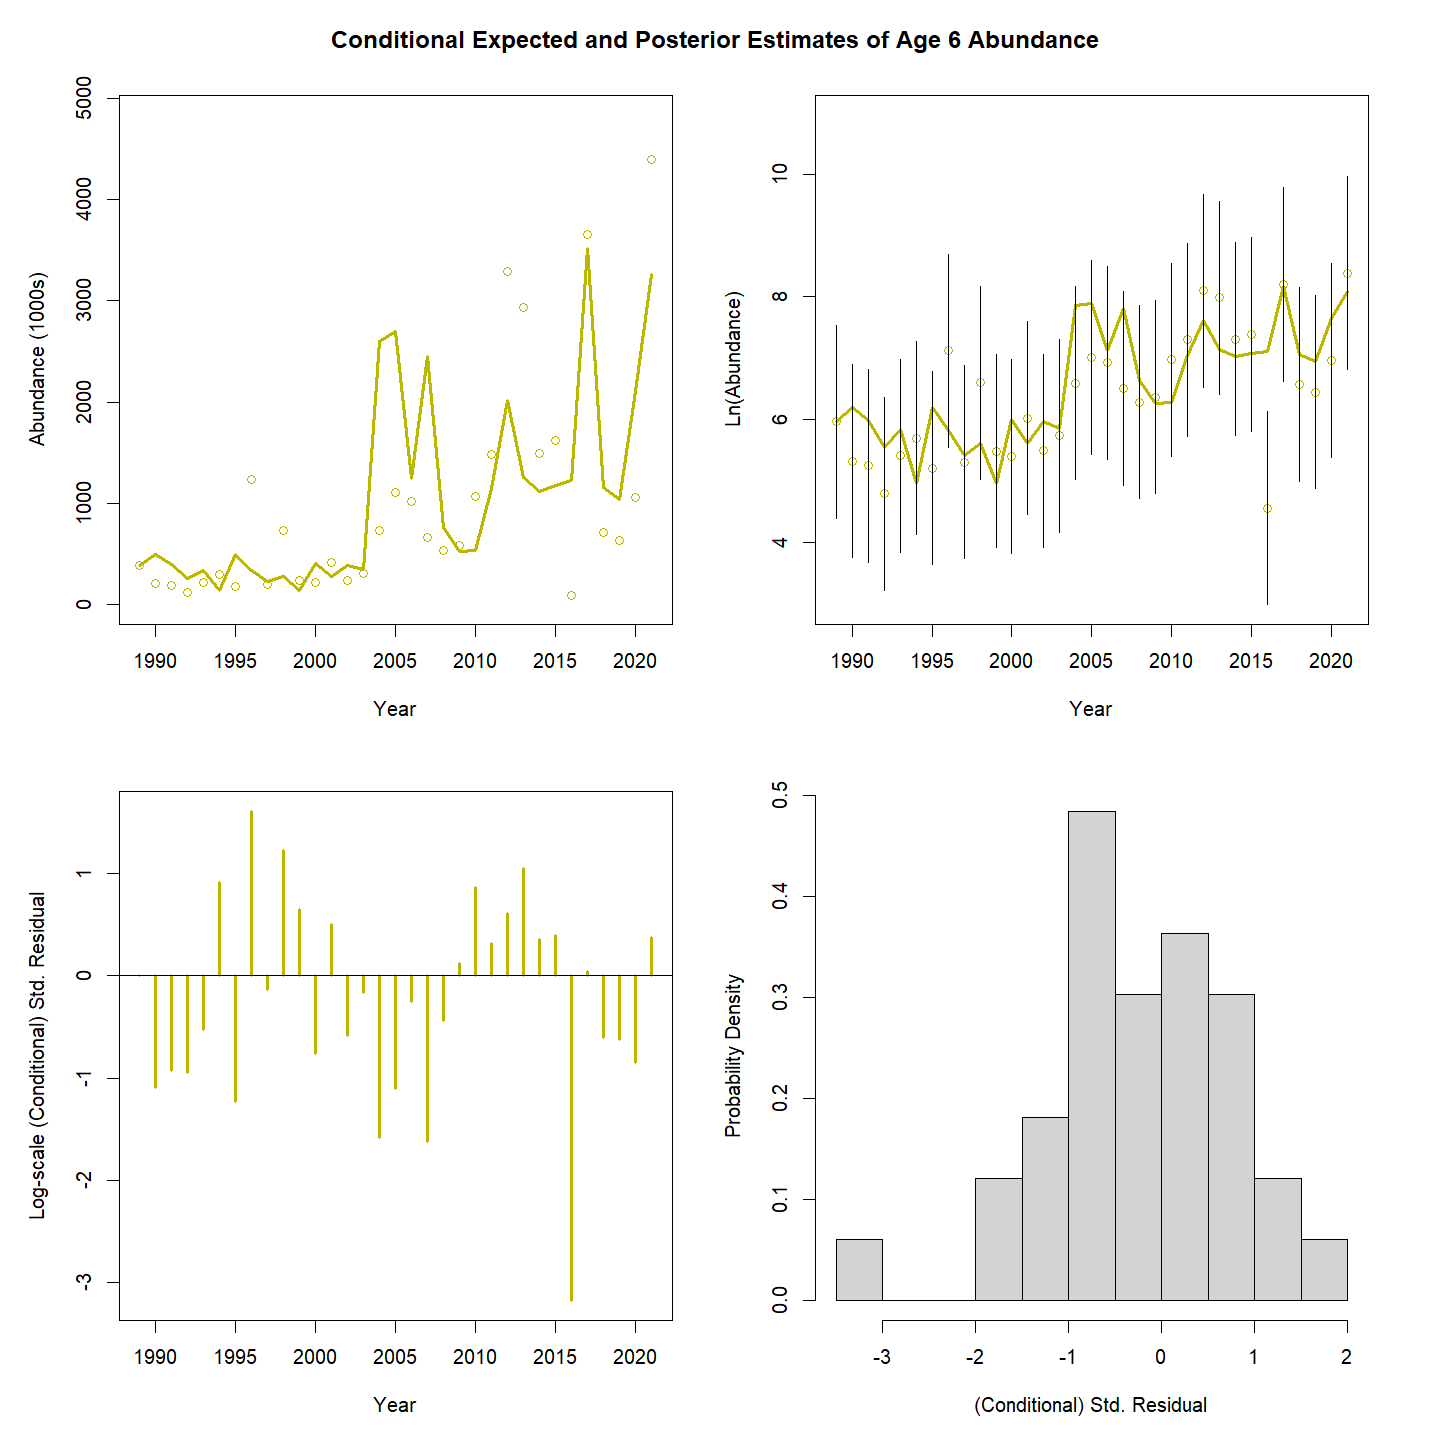 Conditional Expected and Posterior Estimates of Age 6 Abundance
Abundance (1000s)
0 1000 2000 3000 4000 5000
1990 1995 2000 2005 2010 2015 2020
Year
Ln(Abundance)
4 6 8 10
1990 1995 2000 2005 2010 2015 2020
Year
Log-scale (Conditional) Std. Residual
-3 -2 -1 0 1
1990 1995 2000 2005 2010 2015 2020
Year
Probability Density
0.0 0.1 0.2 0.3 0.4 0.5
-3 -2 -1 0 1 2
(Conditional) Std. Residual